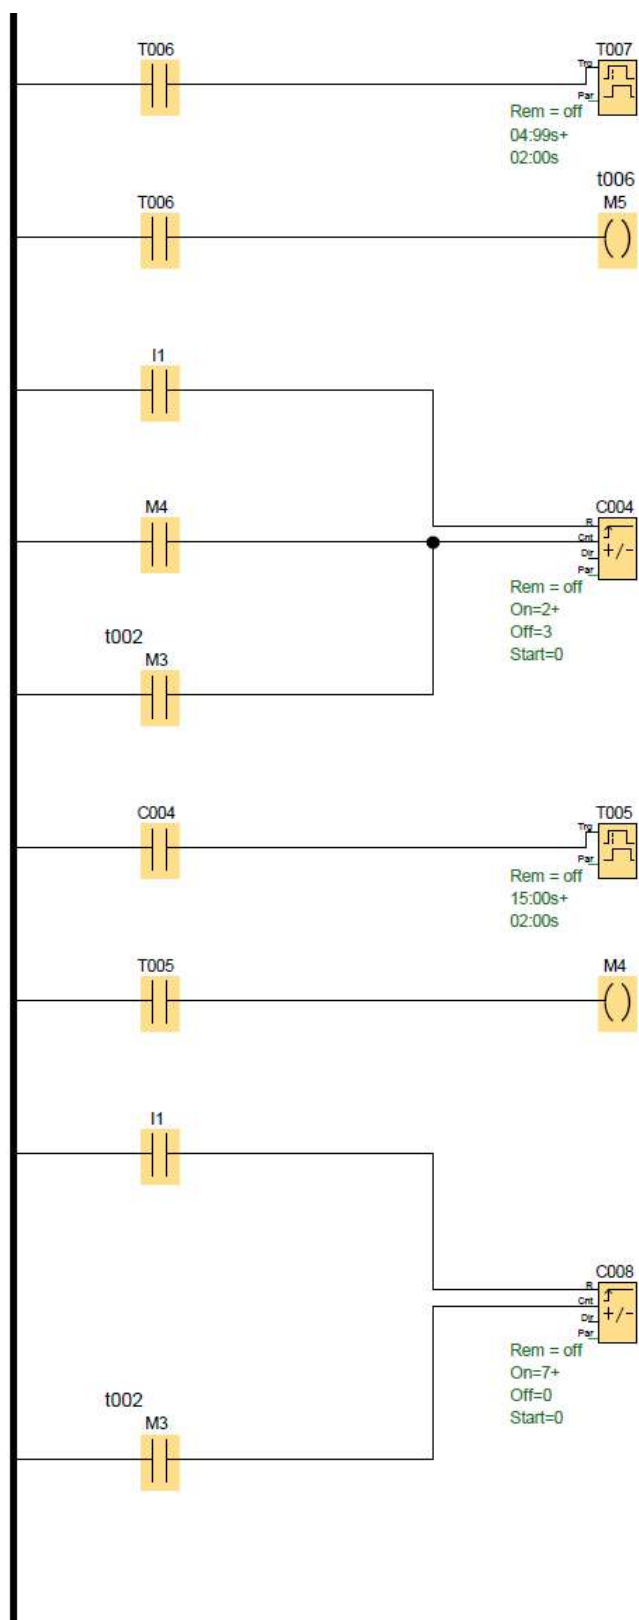 T006
T007
Trg
Par
Rem = off
04:99s+
02:00s
t006
T006
M5
I1
M4
C004
R
Cnt
Dir
Par
Rem = off
On=2+
Off=3
Start=0
t002
M3
C004
T005
Trg
Par
Rem = off
15:00s+
02:00s
T005
M4
I1
C008
R
Cnt
Dir
Par
Rem = off
On=7+
Off=0
Start=0
t002
M3